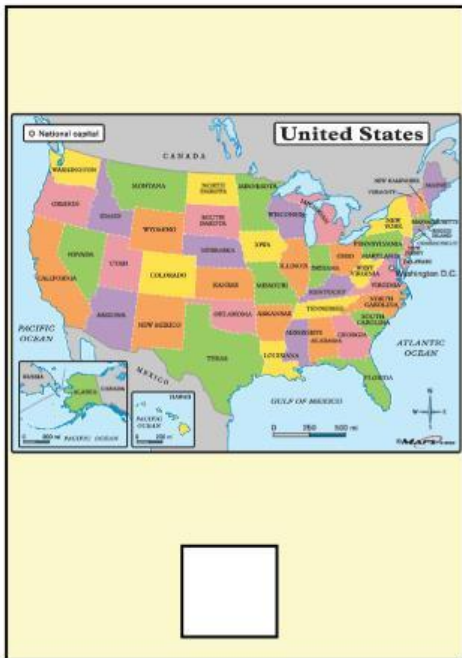 National capital
United States
CANADA
NEW HAMPSHIRE
VERMONT
MAINE
WASHINGTON
MONTANA
NORTH
DAKOTA
MINNESOTA
OREGON
IDAHO
SOUTH
DAKOTA
WISCONSIN
MICHIGAN
NEW
YORK
MASSACHUSETTS
WYOMING
IOWA
PENNSYLVANIA
NEBRASKA
NEVADA
UTAH
COLORADO
ILLINOIS
INDIANA
OHIO
MARYLAND
WEST
VIRGINIA
Washington D.C.
CALIFORNIA
KANSAS
MISSOURI
KENTUCKY
VIRGINIA
NORTH
CAROLINA
TENNESSEE
ARIZONA
NEW MEXICO
OKLAHOMA
ARKANSAS
SOUTH
CAROLINA
MISSISSIPPI
ALABAMA
GEORGIA
PACIFIC
OCEAN
ATLANTIC
OCEAN
TEXAS
LOUISIANA
MEXICO
FLORIDA
RUSSIA
ALASKA
CANADA
PACIFIC OCEAN
HAWAII
PACIFIC
OCEAN
GULF OF MEXICO
0 250 500 mi
N
W E
S
MAPS.com